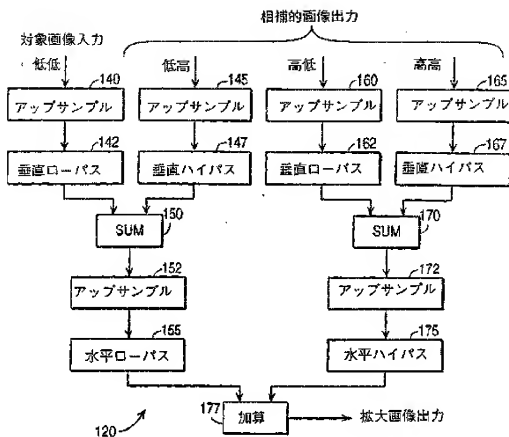 相補的画像出力
対象画像入力
低低 低高 高低 高高
140 145 160 165
アップサンプル アップサンプル アップサンプル アップサンプル
142 147 162 167
垂直ローパス 垂直ハイパス 垂直ローパス 垂直ハイパス
150 170
SUM SUM
152 172
アップサンプル アップサンプル
155 175
水平ローパス 水平ハイパス
177 加算 拡大画像出力
120